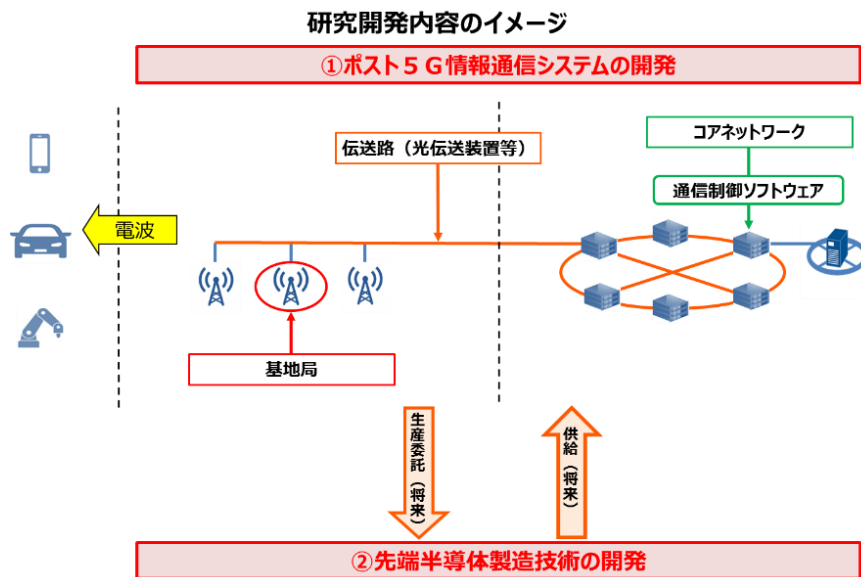 研究開発内容のイメージ
①ポスト５Ｇ情報通信システムの開発
コアネットワーク
伝送路（光伝送装置等）
通信制御ソフトウェア
電波
基地局
生産委託（将来）
供給（将来）
②先端半導体製造技術の開発